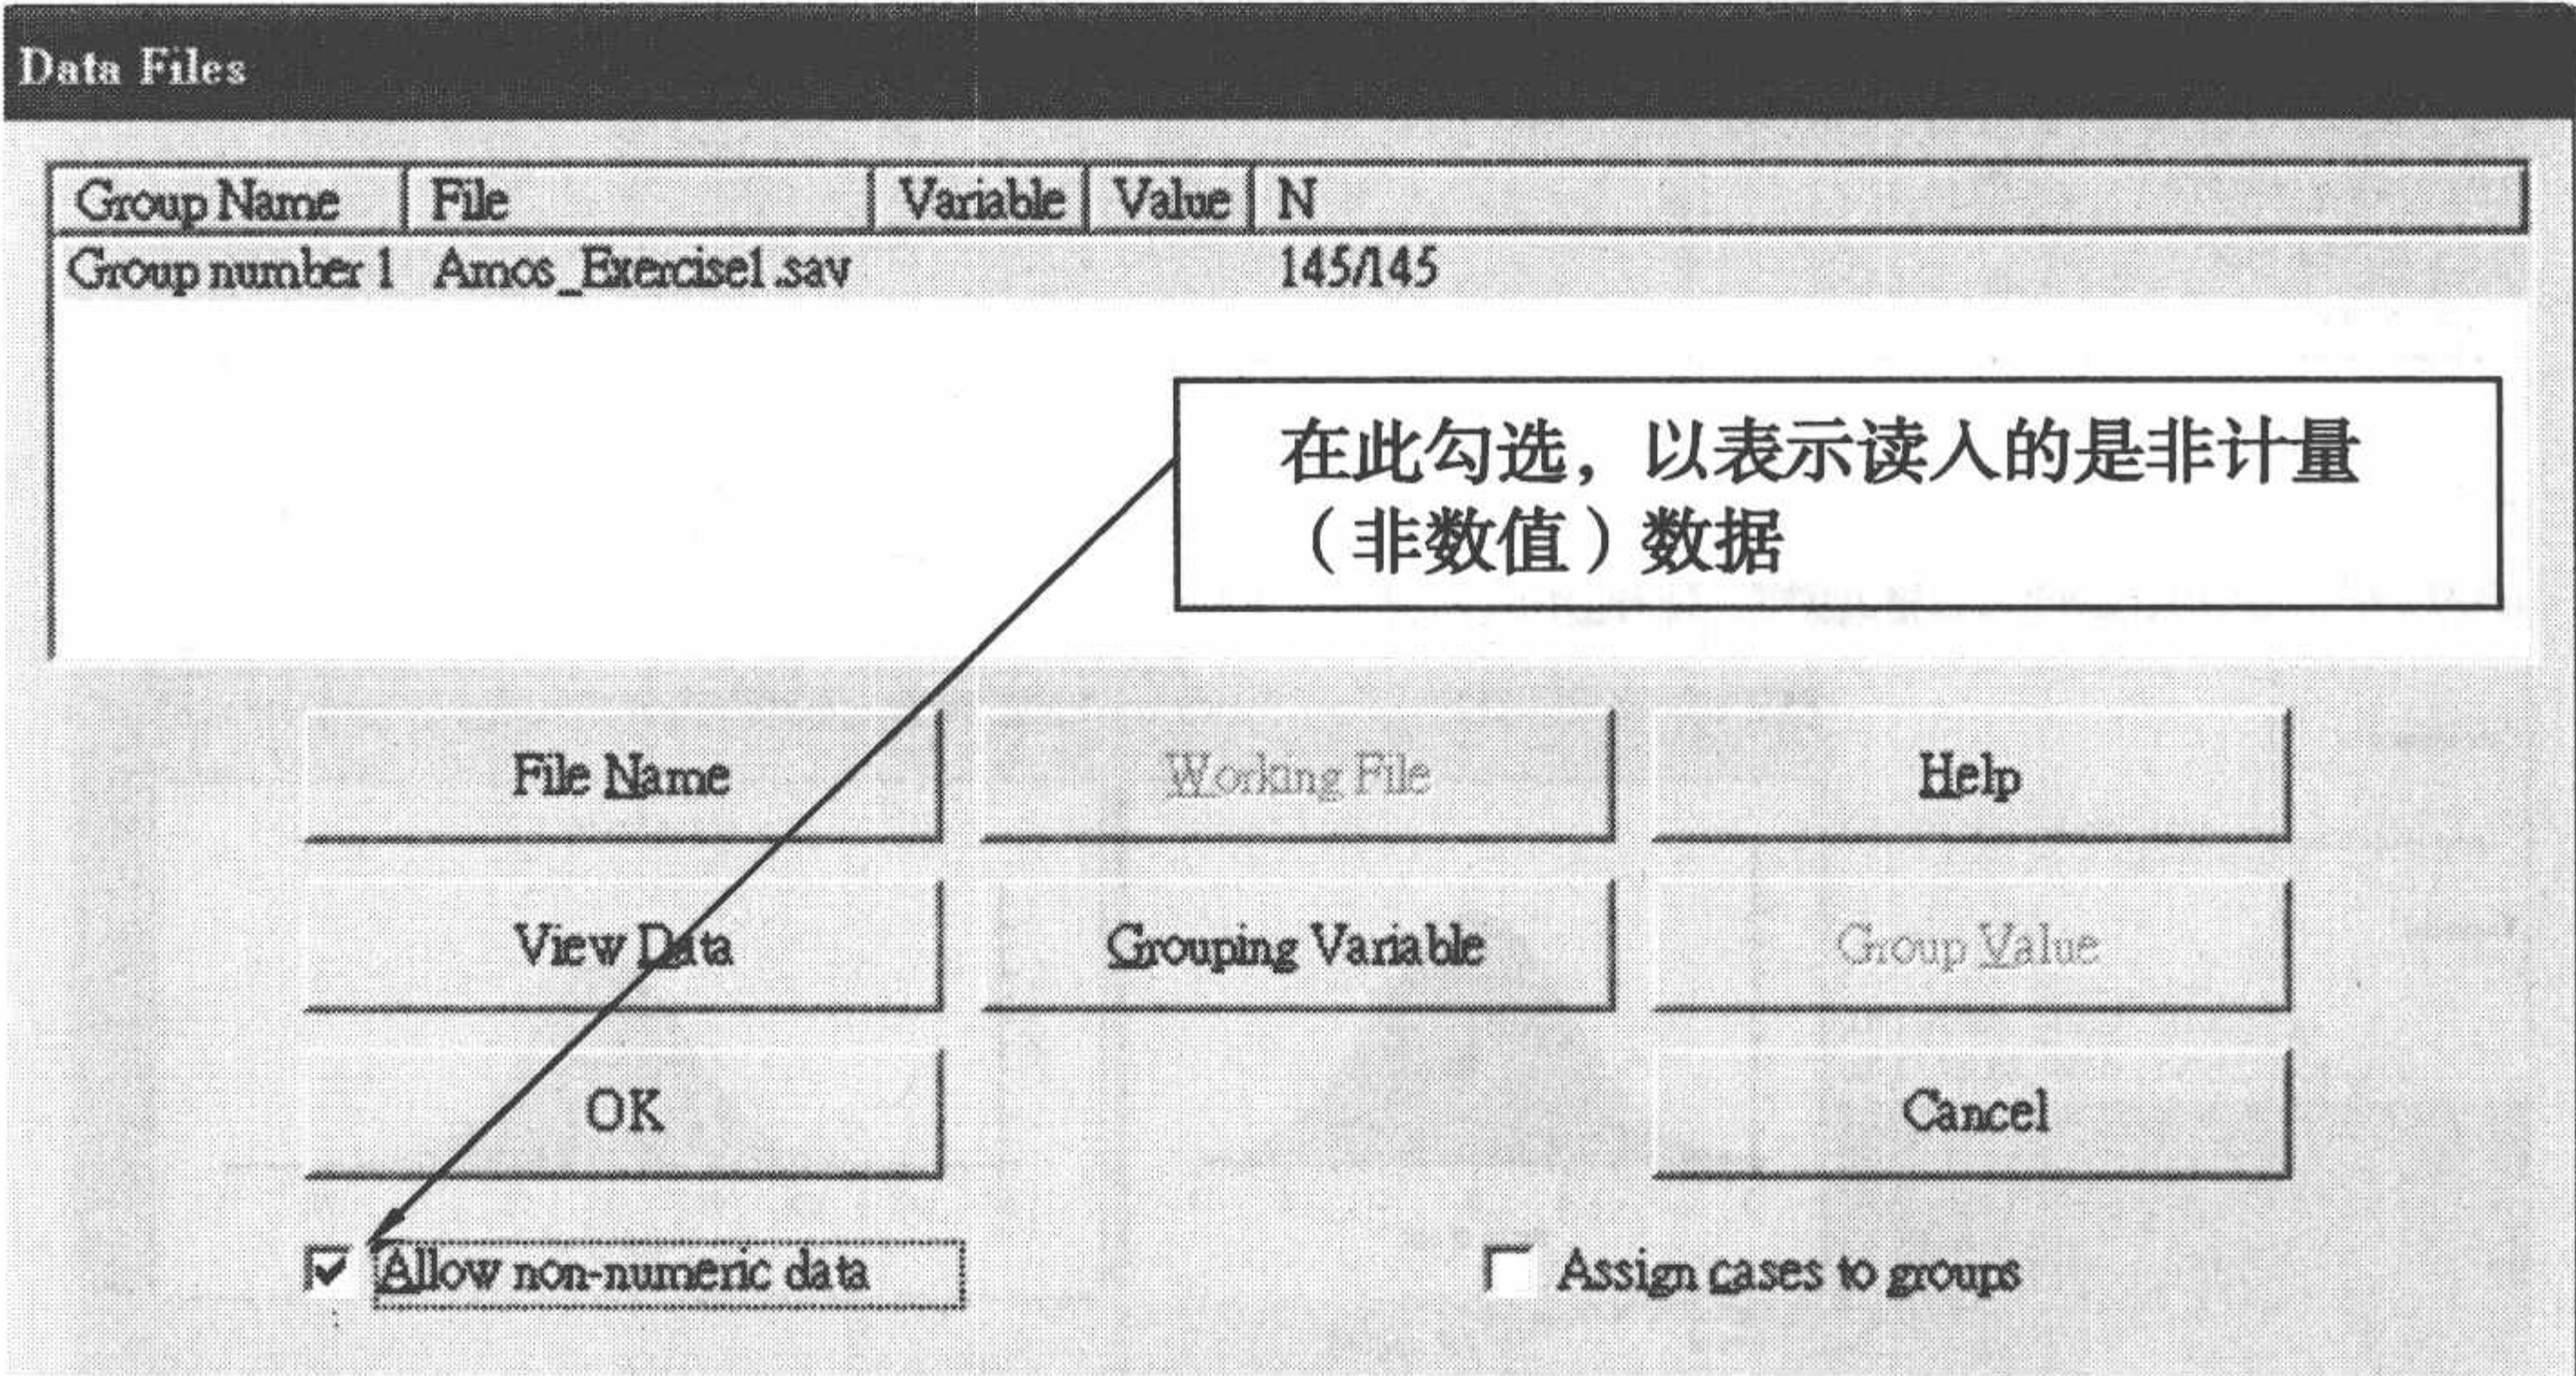 Data Files
Group Name File Variable Value N
Group number 1 Amos_Exercise1.sav 145/145
在此勾选，以表示读入的是非计量
（非数值）数据
File Name Working File Help
View Data Grouping Variable Group Value
OK Cancel
Allow non-numeric data Assign cases to groups